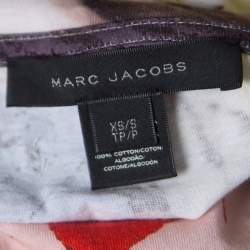 MARC JACOBS
XS/S
TP/P
100% COTTON/COTON/
ALGODÃO/
COTONE/ALGODÓN